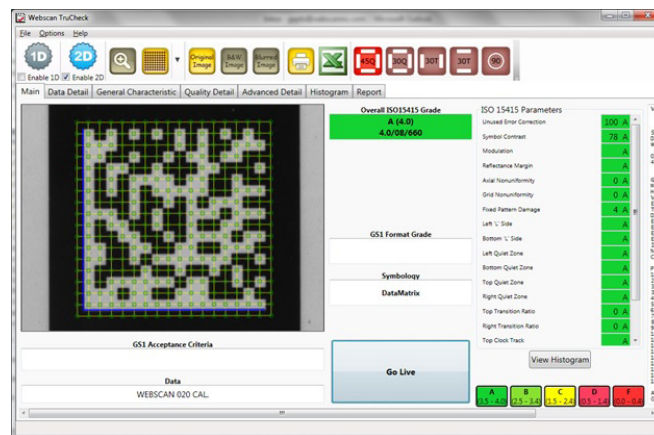 Webscan TruCheck
File Options Help
1D
2D
Original Image
B&W Image
Blurred Image
45Q
30Q
30T
30T
90
Enable 1D
Enable 2D
Main
Data Detail
General Characteristic
Quality Detail
Advanced Detail
Histogram
Report
Overall ISO15415 Grade
A (4.0)
4.0/08/660
GS1 Format Grade
Symbology
DataMatrix
Go Live
GS1 Acceptance Criteria
Data
WEBSCAN 020 CAL.
ISO 15415 Parameters
Unused Error Correction 100 A
Symbol Contrast 78 A
Modulation A
Reflectance Margin A
Axial Nonuniformity 0 A
Grid Nonuniformity 0 A
Fixed Pattern Damage 4 A
Left 'L' Side A
Bottom 'L' Side A
Left Quiet Zone A
Bottom Quiet Zone A
Top Quiet Zone A
Right Quiet Zone A
Top Transition Ratio 0 A
Right Transition Ratio 0 A
Top Clock Track A
View Histogram
A (3.5 - 4.0)
B (2.5 - 3.4)
C (1.5 - 2.4)
D (0.5 - 1.4)
F (0.0 - 0.4)